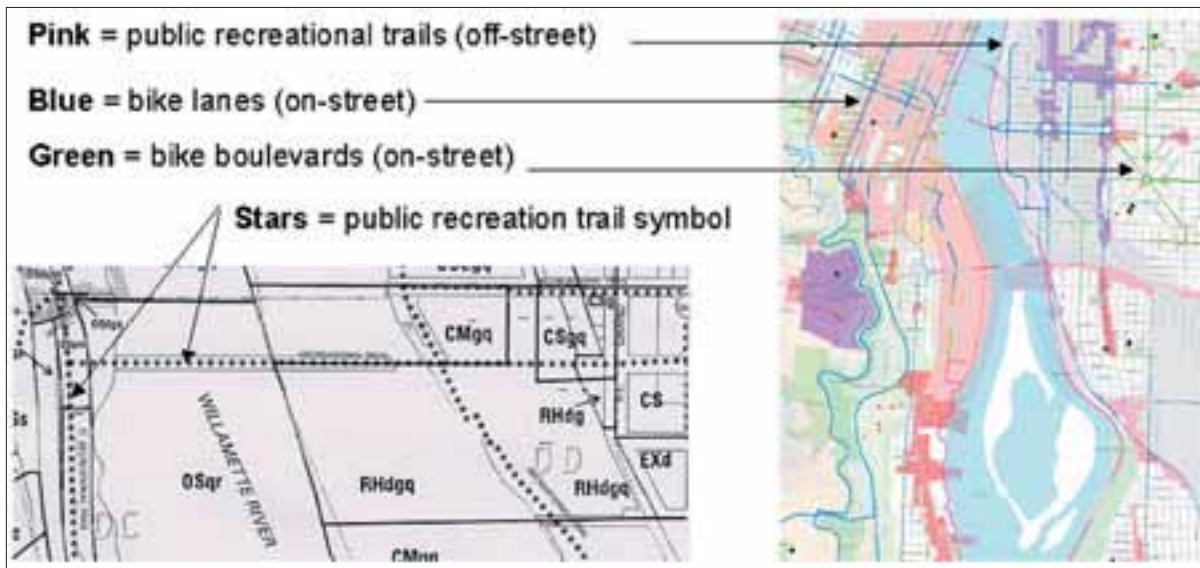 Pink = public recreational trails (off-street)
Blue = bike lanes (on-street)
Green = bike boulevards (on-street)
Stars = public recreation trail symbol
CMgq
CSgq
RHdg
CS
EXd
WILLAMETTE RIVER
OSqr
RHdgq
RHdgq